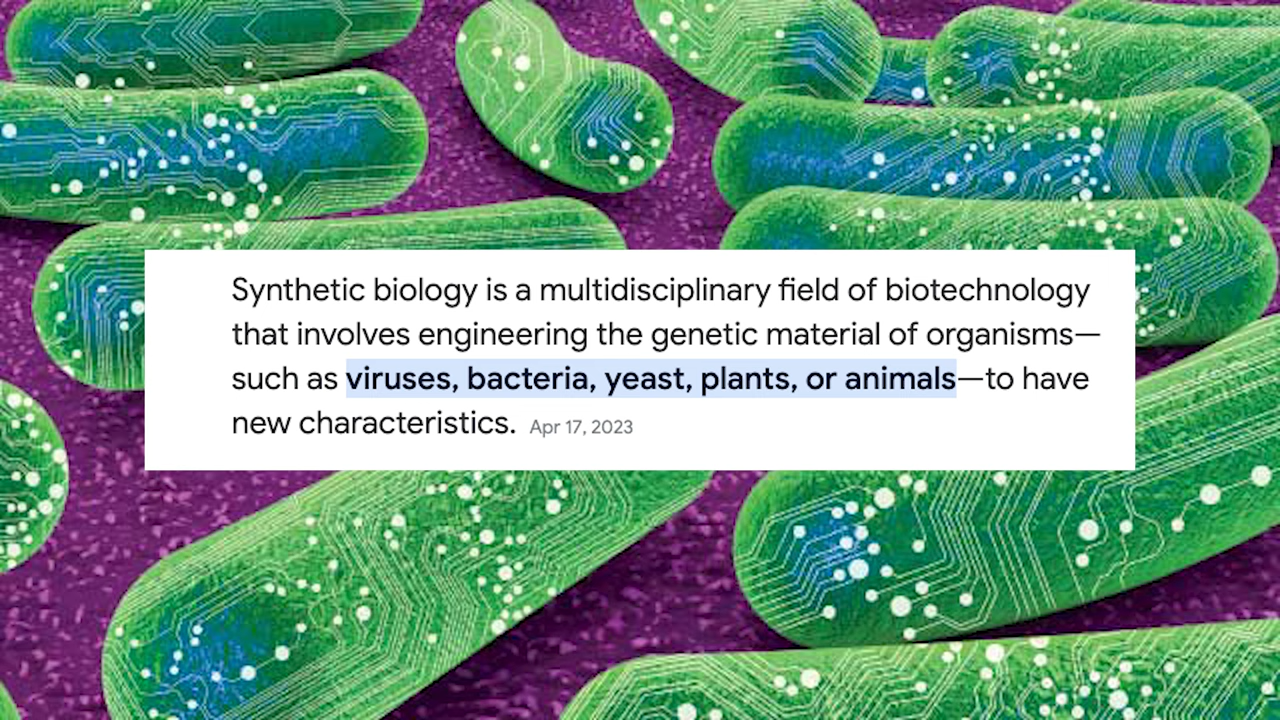 Synthetic biology is a multidisciplinary field of biotechnology
that involves engineering the genetic material of organisms—
such as viruses, bacteria, yeast, plants, or animals—to have
new characteristics. Apr 17, 2023